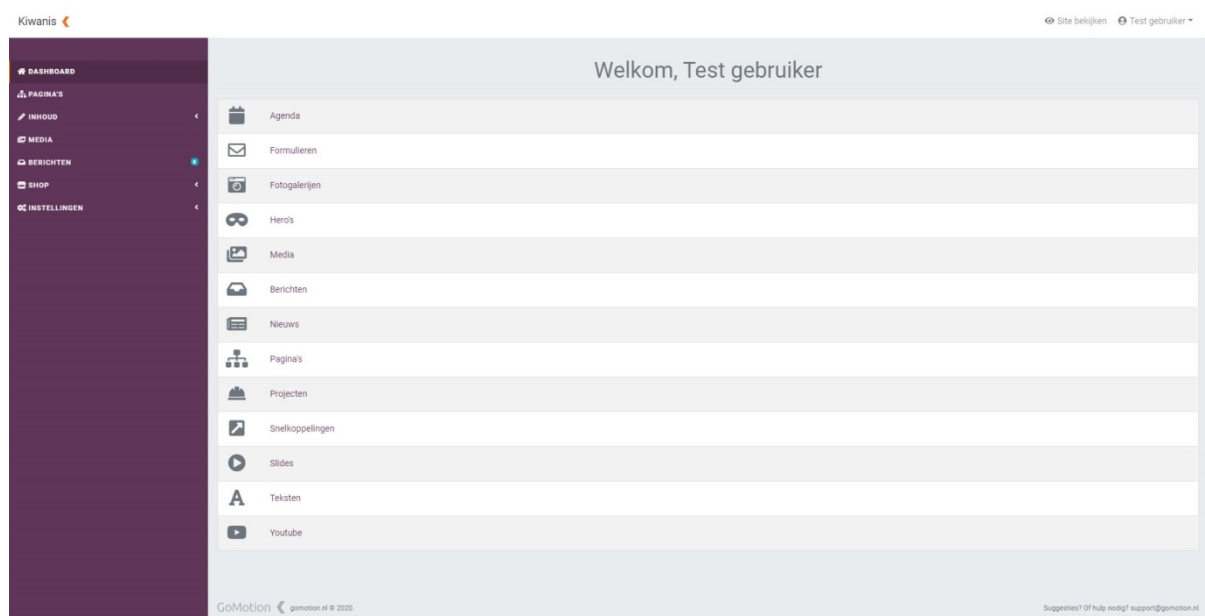 Kiwanis
Site bekijken
Test gebruiker
DASHBOARD
PAGINA'S
INHOUD
MEDIA
BERICHTEN
0
SHOP
INSTELLINGEN
Welkom, Test gebruiker
Agenda
Formulieren
Fotogalerijen
Hero's
Media
Berichten
Nieuws
Pagina's
Projecten
Snelkoppelingen
Slides
Teksten
Youtube
GoMotion gomotion.nl © 2020.
Suggesties? Of hulp nodig? support@gomotion.nl